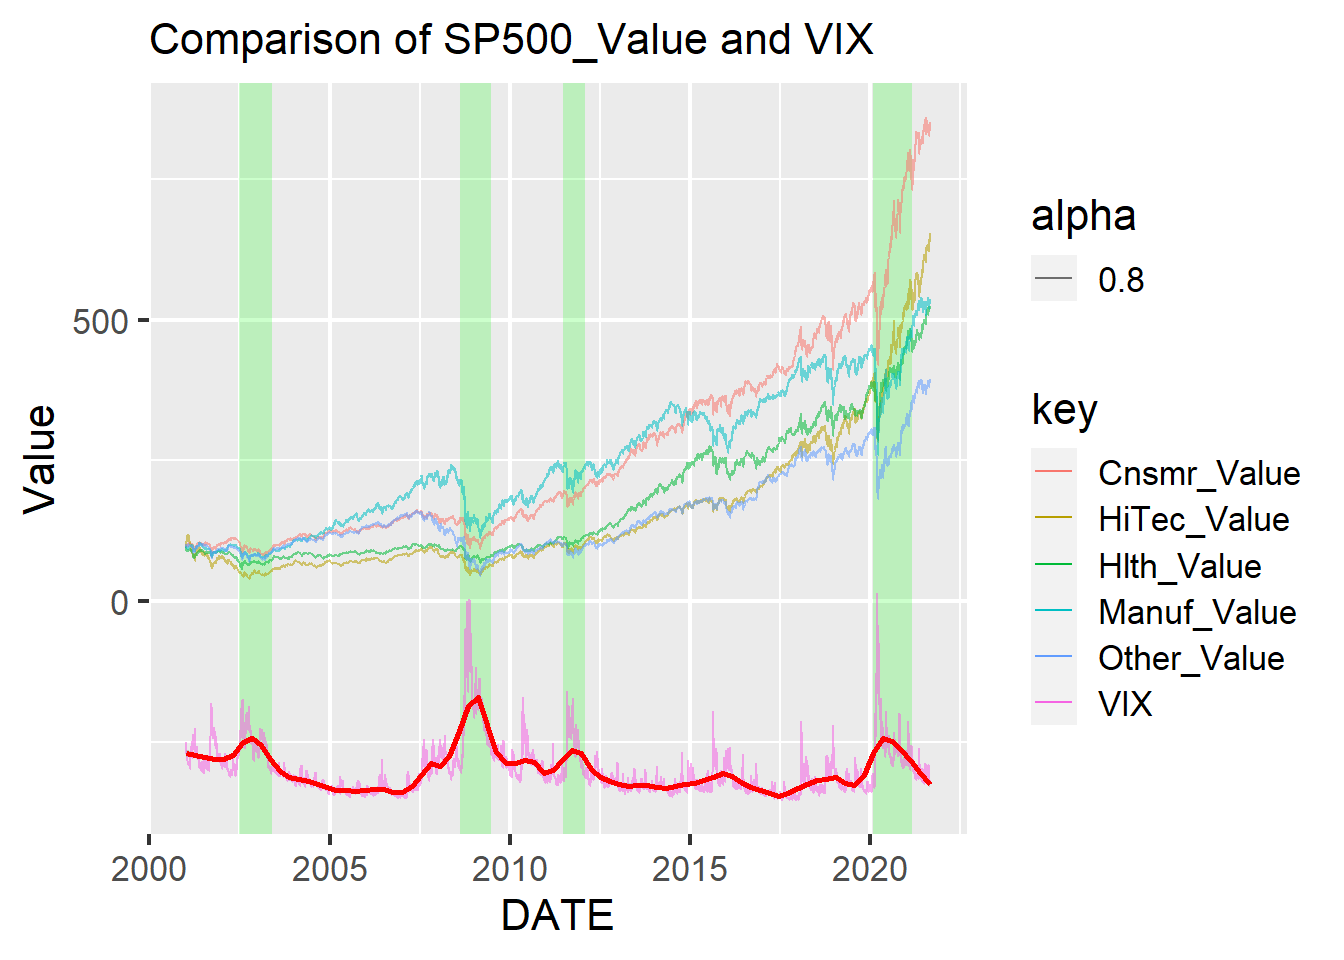 Comparison of SP500_Value and VIX
Value
500
0
2000
2005
2010
2015
2020
DATE
alpha
0.8
key
Cnsmr_Value
HiTec_Value
Hlth_Value
Manuf_Value
Other_Value
VIX